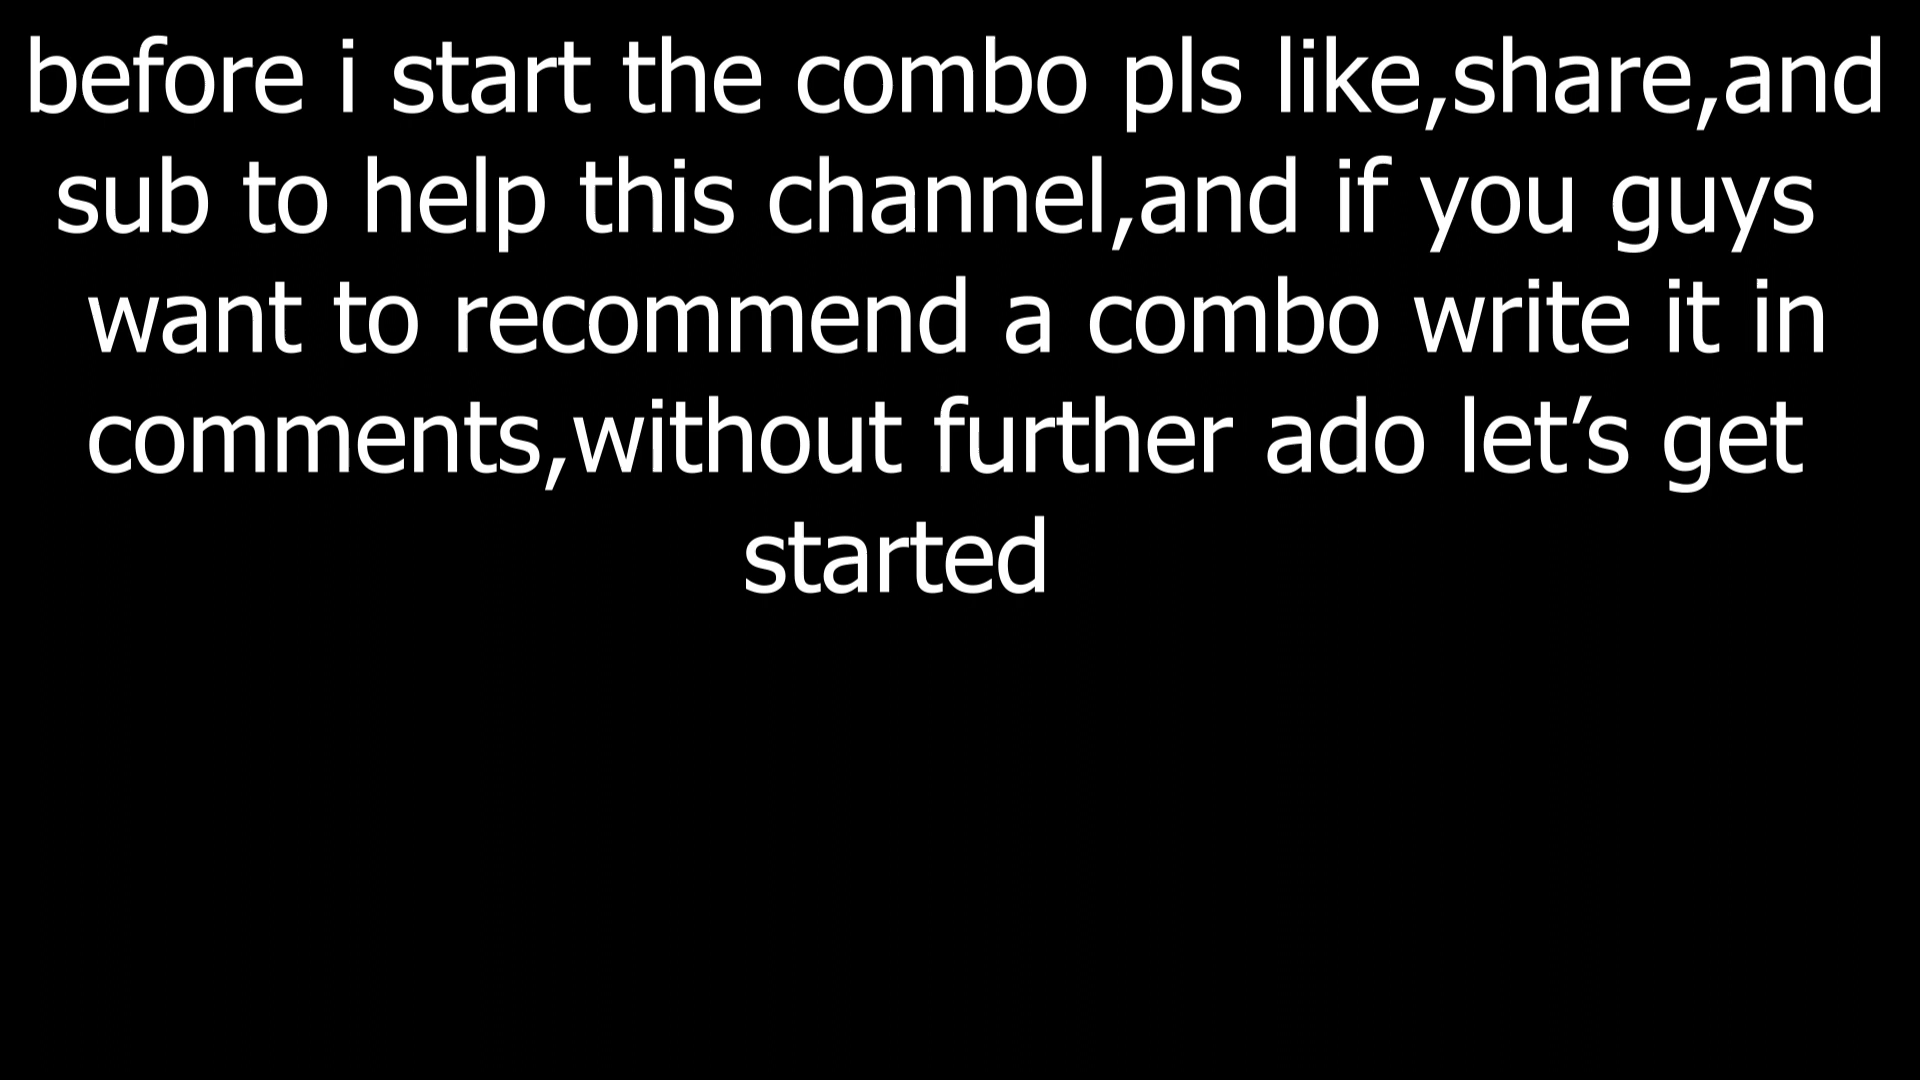 before i start the combo pls like,share,and
sub to help this channel,and if you guys
want to recommend a combo write it in
comments,without further ado let’s get
started